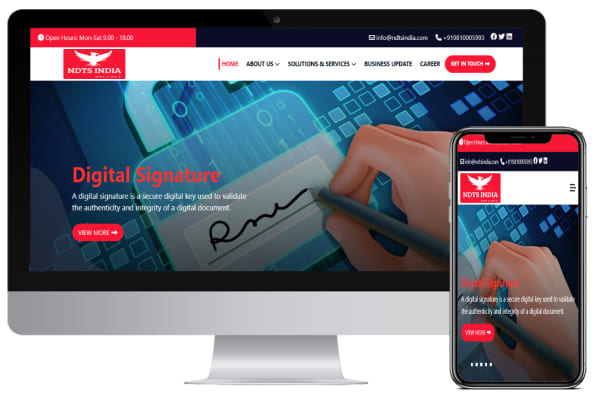 Open Hours: Mon-Sat 9.00 - 18.00
info@ndtsindia.com +919810005993
NDTS INDIA
HOME ABOUT US SOLUTIONS & SERVICES BUSINESS UPDATE CAREER GET IN TOUCH
Digital Signature
A digital signature is a secure digital key used to validate
the authenticity and integrity of a digital document.
VIEW MORE
Open Hours:
info@ndtsindia.com +919810005993
NDTS INDIA
Digital Signature
A digital signature is a secure digital key used to validate
the authenticity and integrity of a digital document.
VIEW MORE